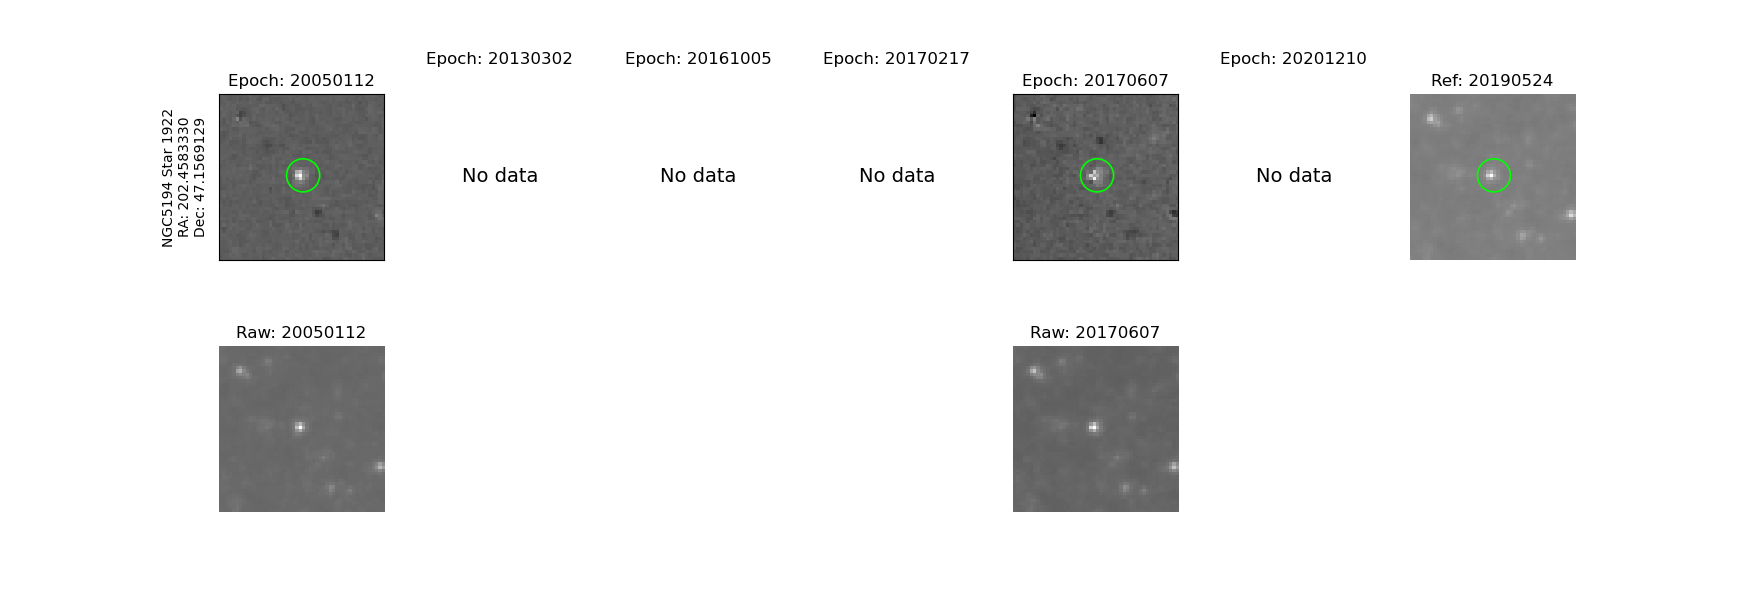 Epoch: 20050112
Epoch: 20130302
Epoch: 20161005
Epoch: 20170217
Epoch: 20170607
Epoch: 20201210
Ref: 20190524
NGC5194 Star 1922
RA: 202.4583330
Dec: 47.1569129
No data
No data
No data
No data
Raw: 20050112
Raw: 20170607